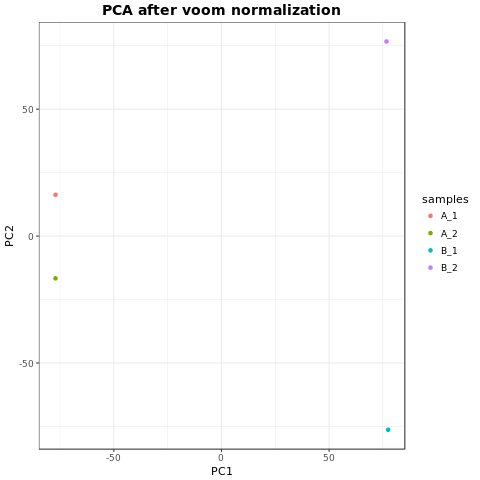 PCA after voom normalization
PC2
50
0
-50
-50
0
50
PC1
samples
A_1
A_2
B_1
B_2